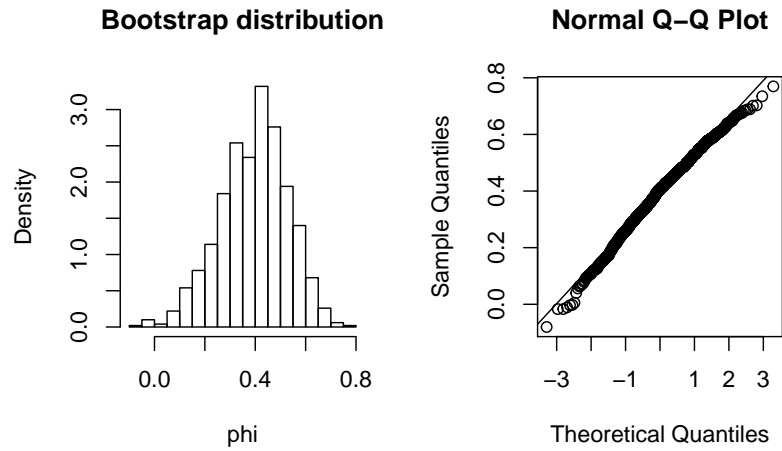 Bootstrap distribution
Density
0.0 1.0 2.0 3.0
0.0 0.4 0.8
phi
Normal Q−Q Plot
Sample Quantiles
0.0 0.2 0.4 0.6 0.8
−3 −1 1 2 3
Theoretical Quantiles